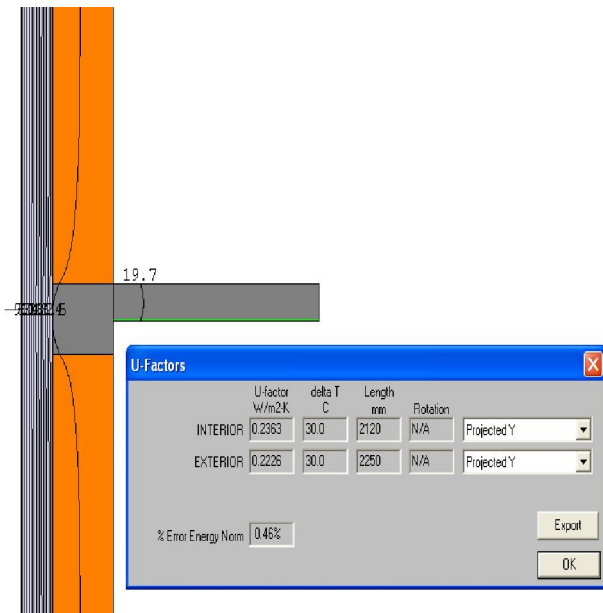 19.7
U-Factors
U-factor delta T Length
W/m2-K C mm Rotation
INTERIOR 0.2363 30.0 2120 N/A Projected Y
EXTERIOR 0.2226 30.0 2250 N/A Projected Y
% Error Energy Norm 0.46% Export
OK